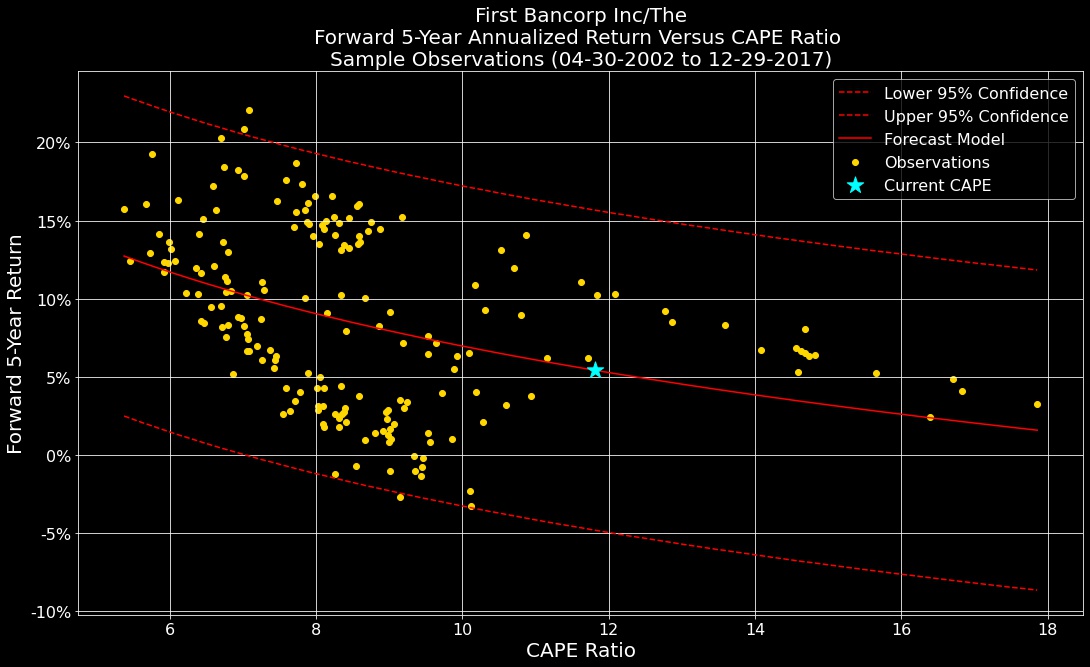 First Bancorp Inc/The
Forward 5-Year Annualized Return Versus CAPE Ratio
Sample Observations (04-30-2002 to 12-29-2017)
Lower 95% Confidence
Upper 95% Confidence
Forecast Model
Observations
Current CAPE
Forward 5-Year Return
20%
15%
10%
5%
0%
-5%
-10%
6 8 10 12 14 16 18
CAPE Ratio